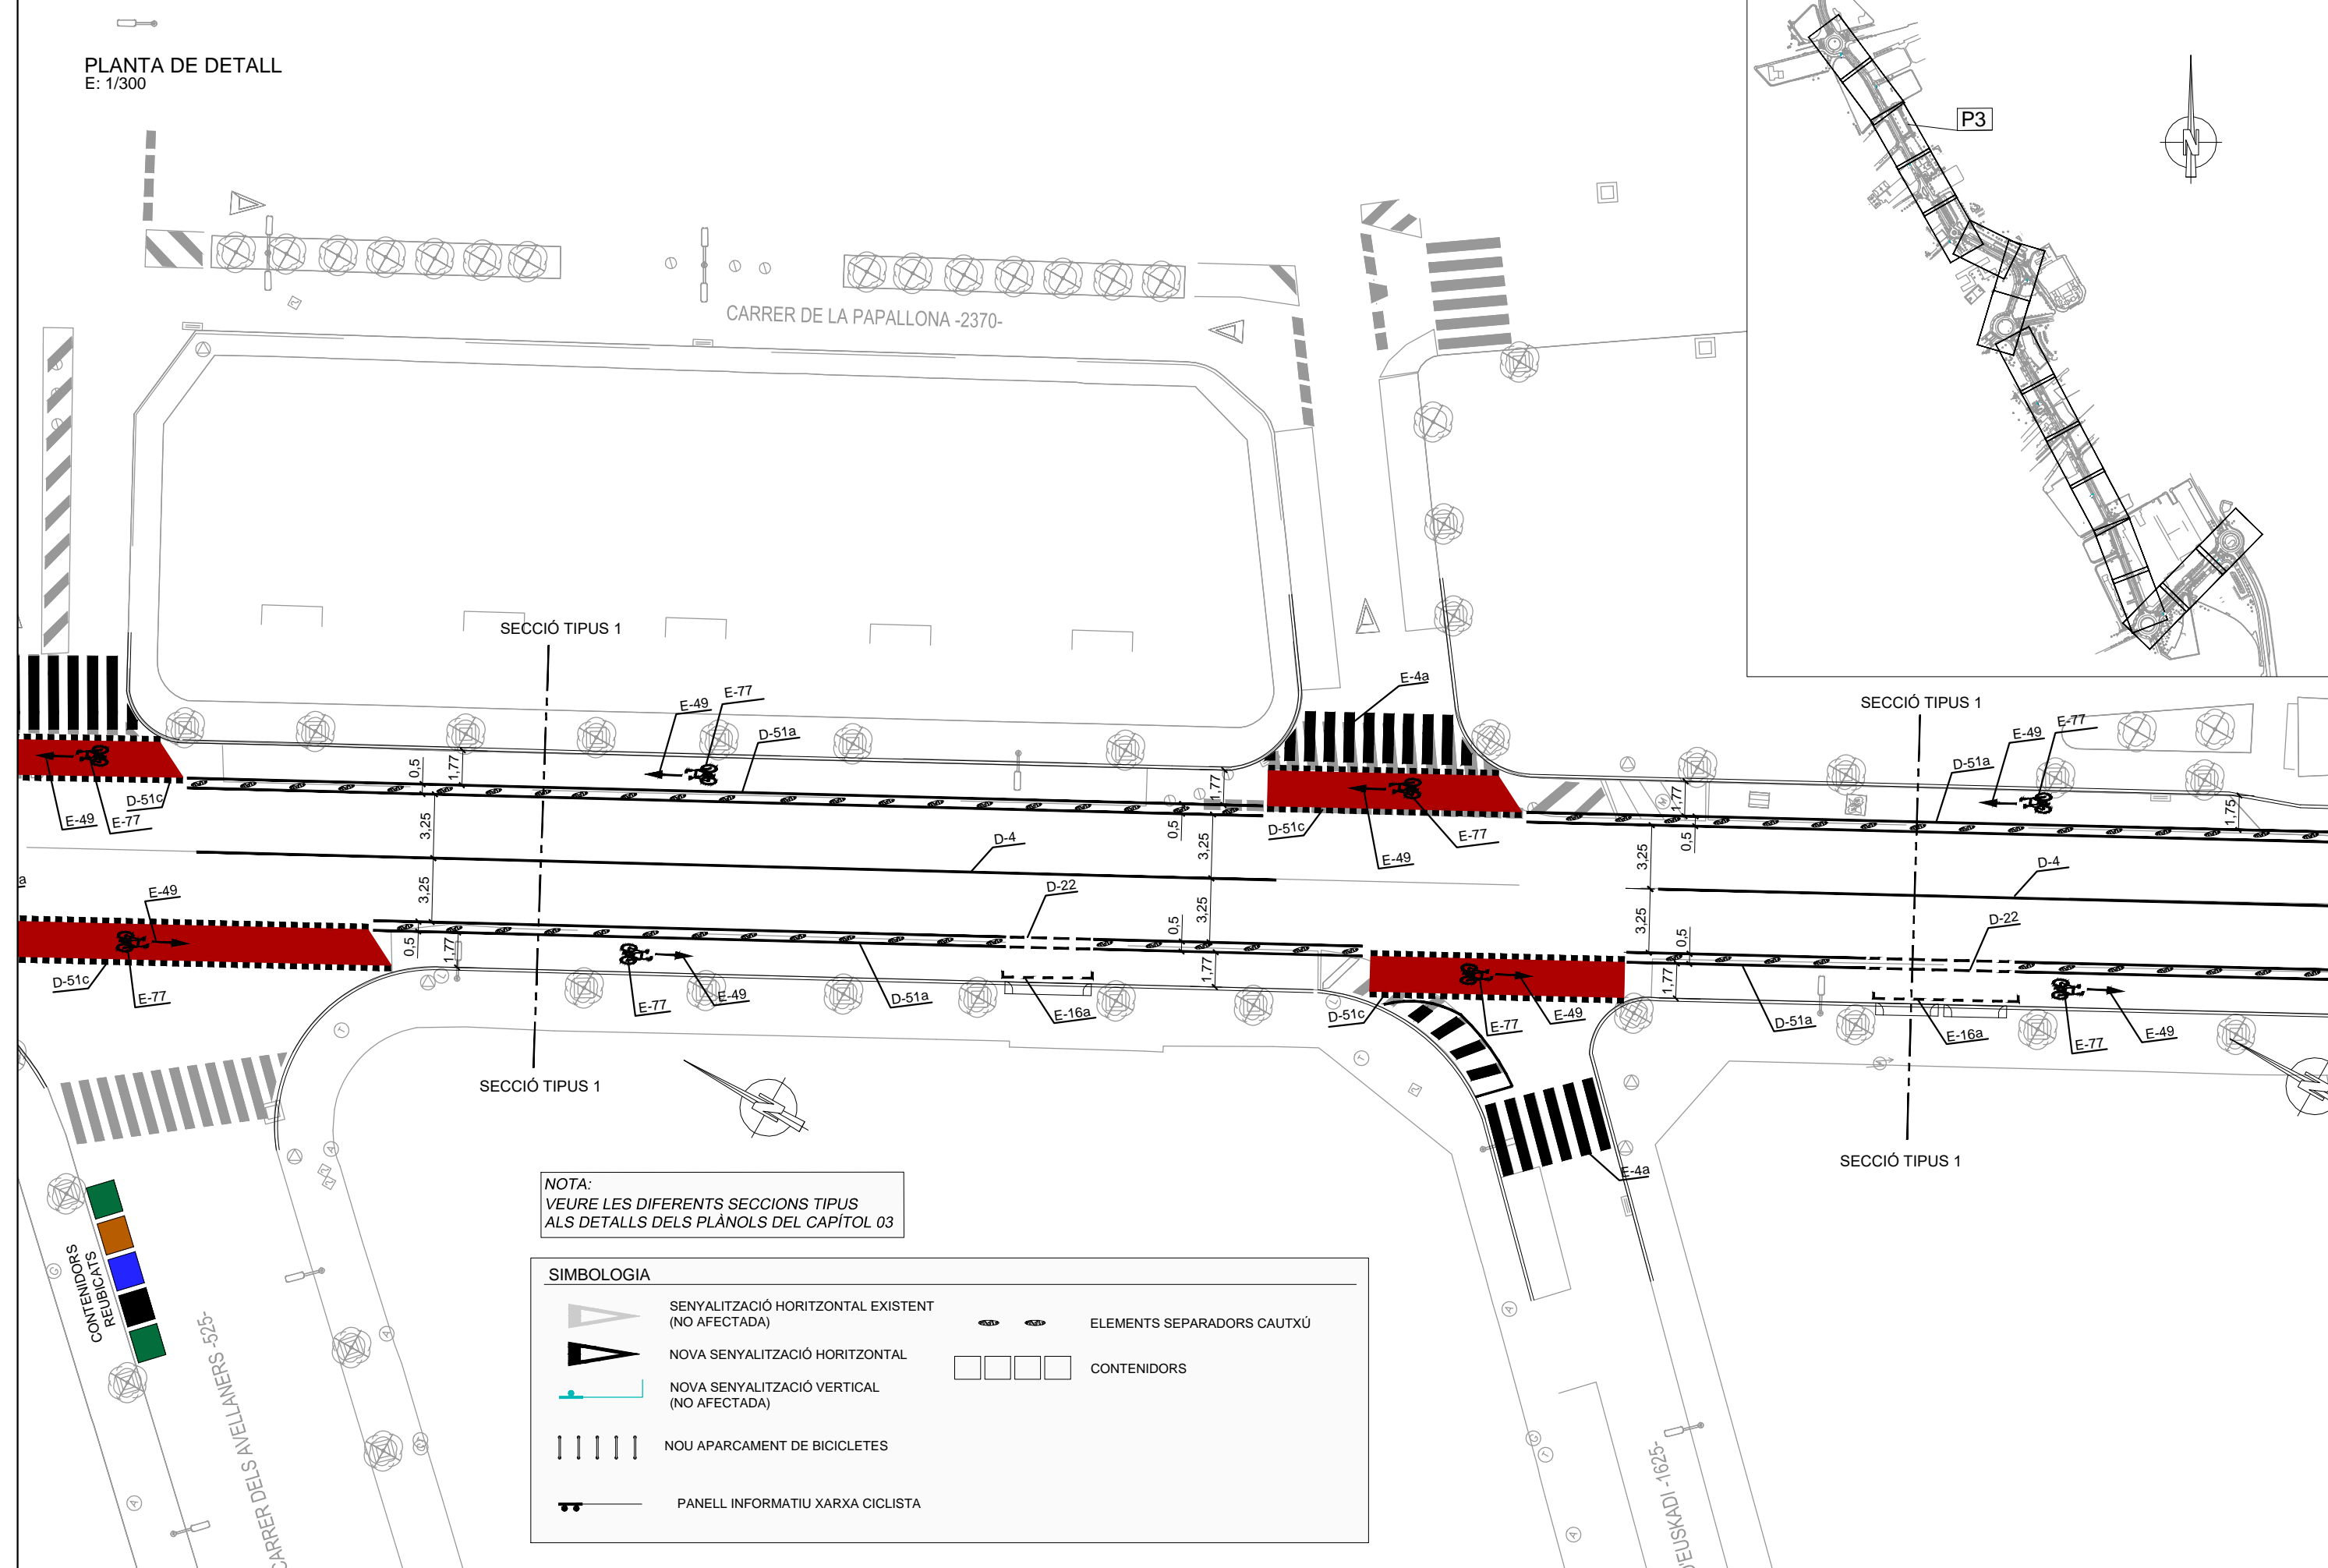 PLANTA DE DETALL
E: 1/300
P3
N
CARRER DE LA PAPALLONA -2370-
SECCIÓ TIPUS 1
SECCIÓ TIPUS 1
E-4a
E-49
E-77
D-51a
E-49
E-77
D-51a
0,5
1,77
1,77
1,77
1,75
D-51c
E-49
E-77
3,25
D-4
0,5
3,25
D-51c
E-77
E-49
3,25
0,5
D-4
a
E-49
3,25
D-22
0,5
3,25
3,25
0,5
D-22
D-51c
E-77
0,5
1,77
E-77
E-49
D-51a
E-16a
1,77
D-51c
E-77
E-49
1,77
D-51a
E-16a
E-77
E-49
SECCIÓ TIPUS 1
N
E-4a
SECCIÓ TIPUS 1
CONTENIDORS
REUBICATS
CARRER DELS AVELLANERS -525-
NOTA:
VEURE LES DIFERENTS SECCIONS TIPUS
ALS DETALLS DELS PLÀNOLS DEL CAPÍTOL 03
SIMBOLOGIA
SENYALITZACIÓ HORITZONTAL EXISTENT
(NO AFECTADA)
NOVA SENYALITZACIÓ HORITZONTAL
NOVA SENYALITZACIÓ VERTICAL
(NO AFECTADA)
NOU APARCAMENT DE BICICLETES
PANELL INFORMATIU XARXA CICLISTA
ELEMENTS SEPARADORS CAUTXÚ
CONTENIDORS
D'EUSKADI -1625-